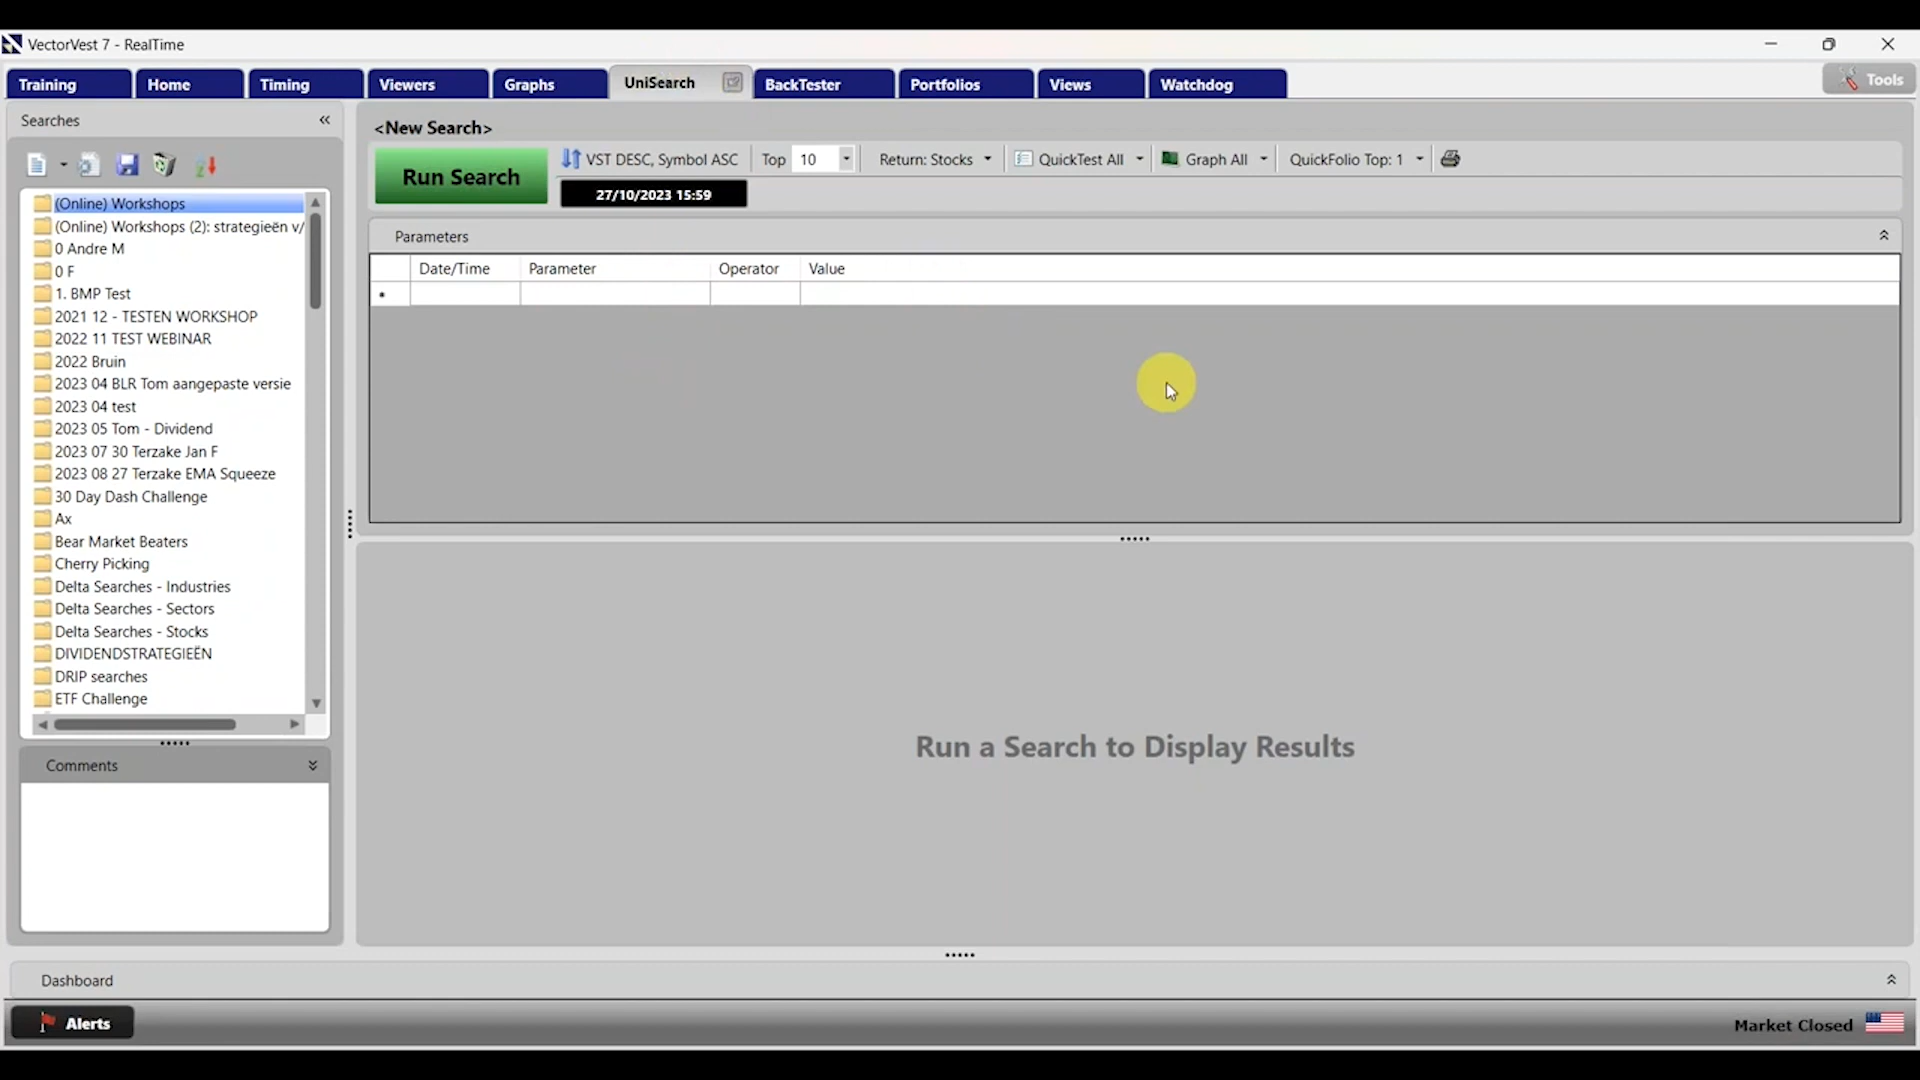 VectorVest 7 - RealTime
Training
Home
Timing
Viewers
Graphs
UniSearch
BackTester
Portfolios
Views
Watchdog
Tools
Searches
<New Search>
Run Search
VST DESC, Symbol ASC
Top
10
Return: Stocks
QuickTest All
Graph All
QuickFolio Top: 1
27/10/2023 15:59
(Online) Workshops
(Online) Workshops (2): strategieën v/
0 Andre M
0 F
1. BMP Test
2021 12 - TESTEN WORKSHOP
2022 11 TEST WEBINAR
2022 Bruin
2023 04 BLR Tom aangepaste versie
2023 04 test
2023 05 Tom - Dividend
2023 07 30 Terzake Jan F
2023 08 27 Terzake EMA Squeeze
30 Day Dash Challenge
Ax
Bear Market Beaters
Cherry Picking
Delta Searches - Industries
Delta Searches - Sectors
Delta Searches - Stocks
DIVIDENDSTRATEGIEËN
DRIP searches
ETF Challenge
Comments
Parameters
Date/Time
Parameter
Operator
Value
Run a Search to Display Results
Dashboard
Alerts
Market Closed